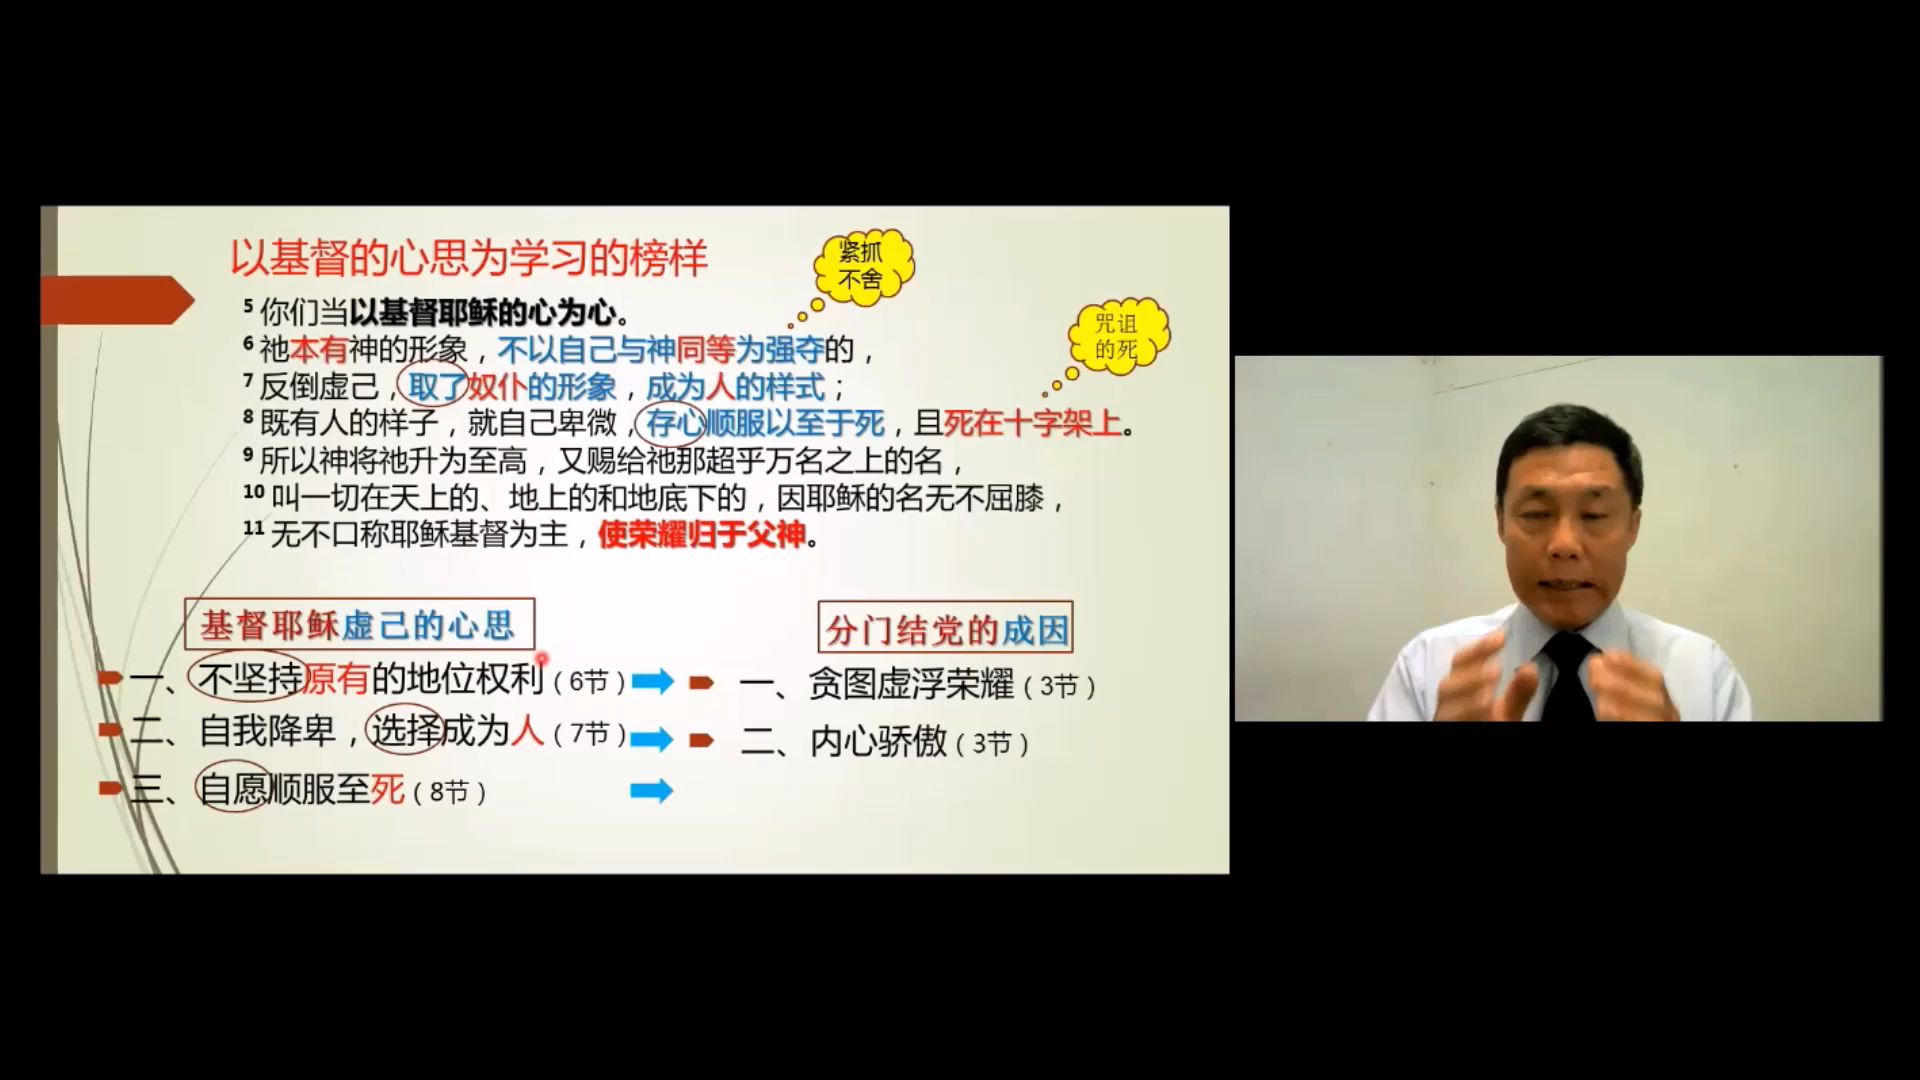 以基督的心思为学习的榜样
紧抓
不舍
咒诅
的死
5 你们当以基督耶稣的心为心。
6 祂本有神的形象，不以自己与神同等为强夺的，
7 反倒虚己，取了奴仆的形象，成为人的样式；
8 既有人的样子，就自己卑微，存心顺服以至于死，且死在十字架上。
9 所以神将祂升为至高，又赐给祂那超乎万名之上的名，
10 叫一切在天上的、地上的和地底下的，因耶稣的名无不屈膝，
11 无不口称耶稣基督为主，使荣耀归于父神。
基督耶稣虚己的心思
一、不坚持原有的地位权利（6节）
二、自我降卑，选择成为人（7节）
三、自愿顺服至死（8节）
分门结党的成因
一、贪图虚浮荣耀（3节）
二、内心骄傲（3节）